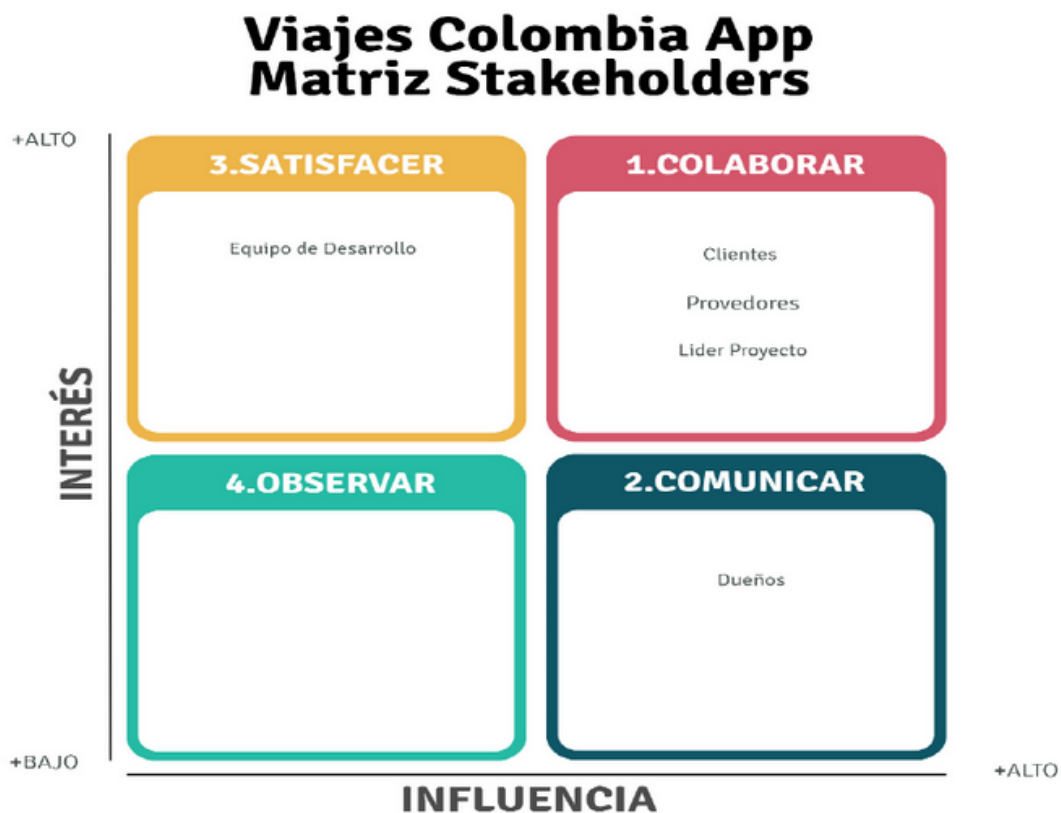 Viajes Colombia App
Matriz Stakeholders
+ALTO
3.SATISFACER
Equipo de Desarrollo
1.COLABORAR
Clientes
Provedores
Lider Proyecto
INTERÉS
4.OBSERVAR
2.COMUNICAR
Dueños
+BAJO
+ALTO
INFLUENCIA